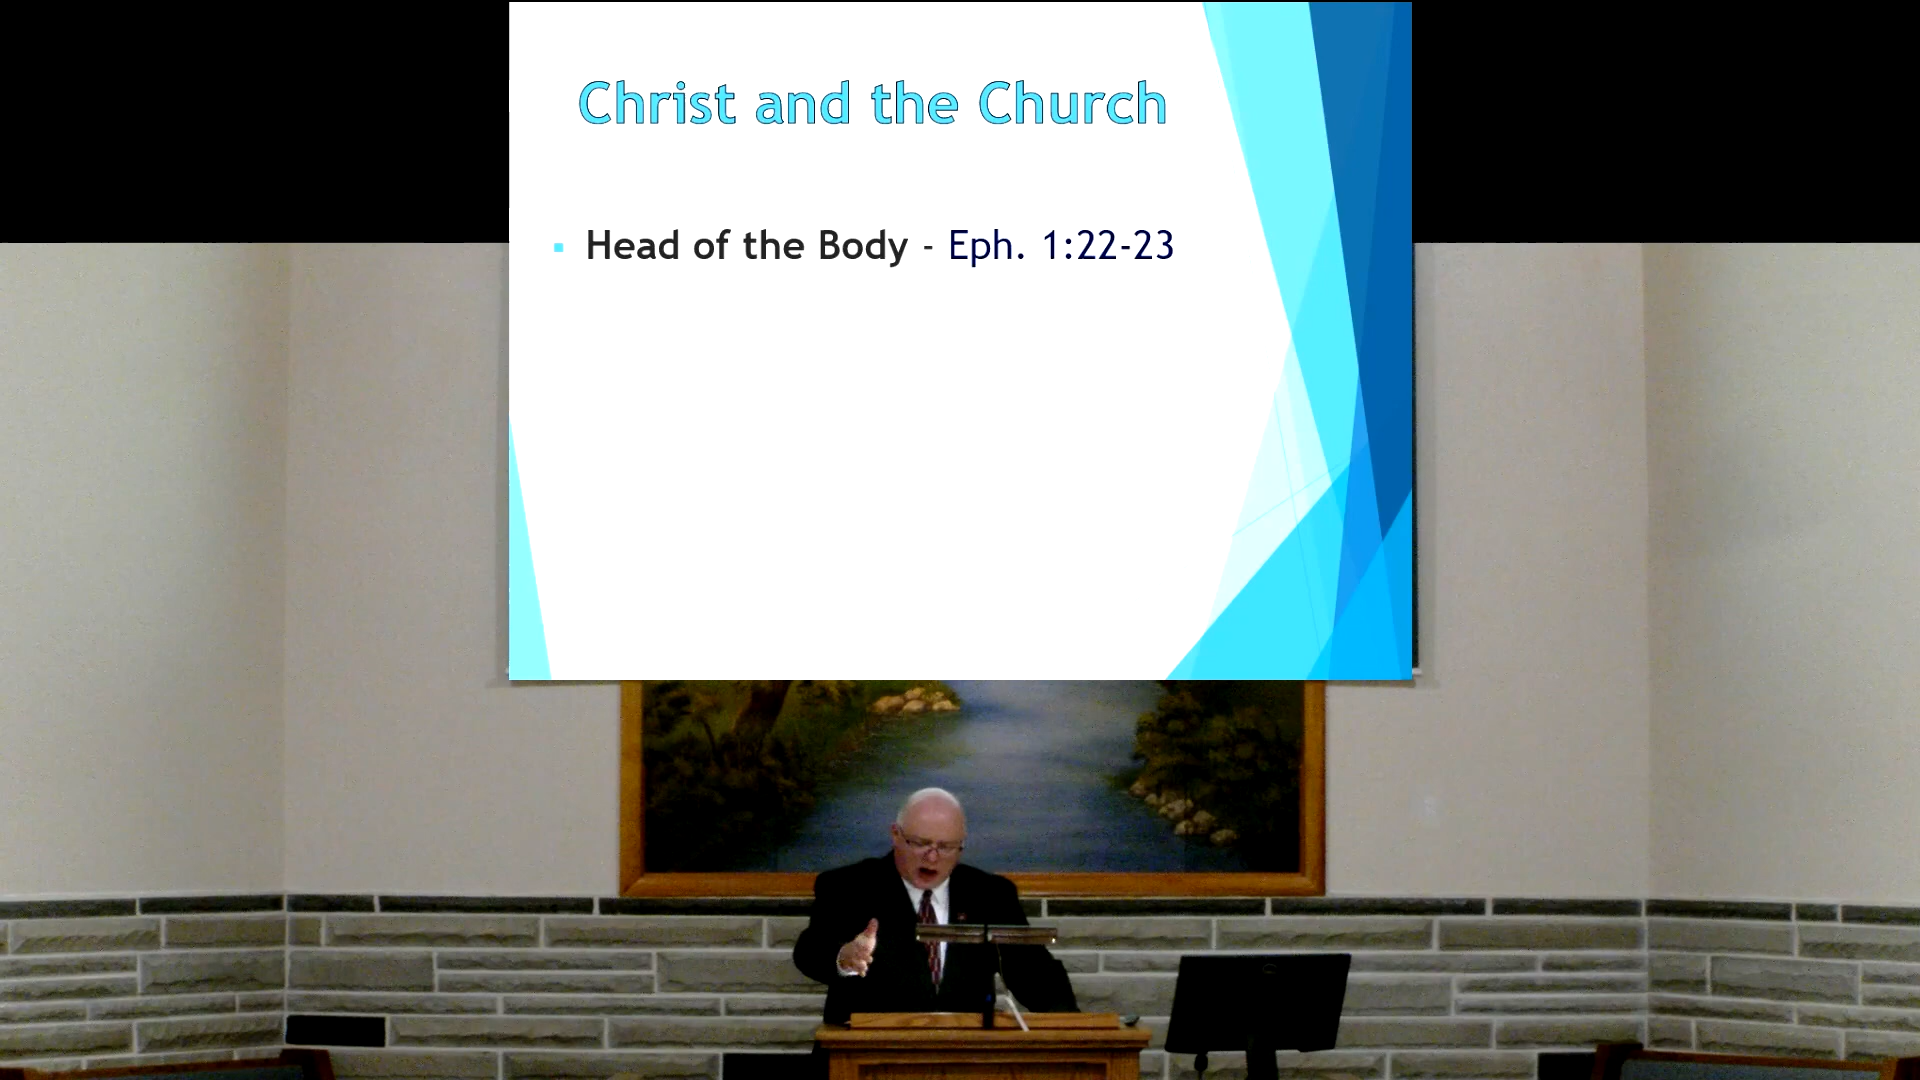 Christ and the Church
▪ Head of the Body - Eph. 1:22-23